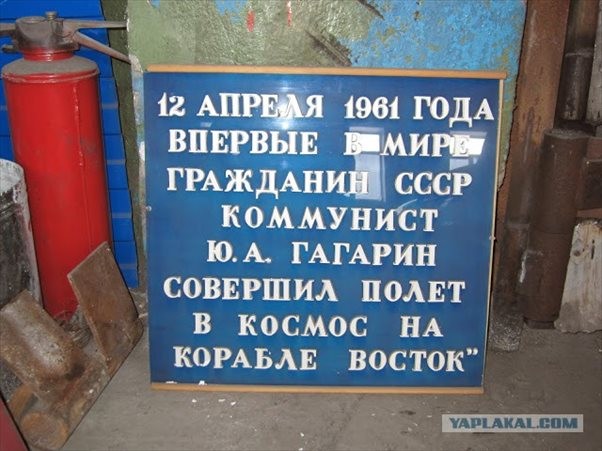 12 АПРЕЛЯ 1961 ГОДА
ВПЕРВЫЕ В МИРЕ
ГРАЖДАНИН СССР
КОММУНИСТ
Ю.А. ГАГАРИН
СОВЕРШИЛ ПОЛЕТ
В КОСМОС НА
КОРАБЛЕ ВОСТОК"
YAPLAKAL.COM